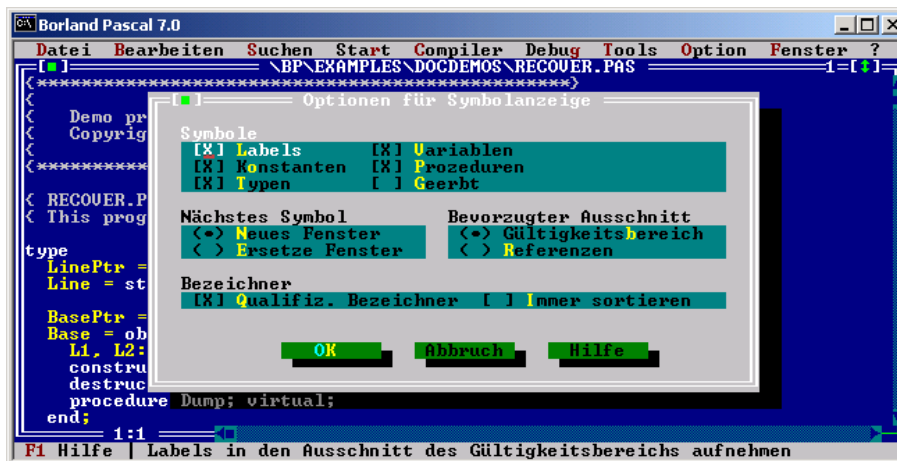 Borland Pascal 7.0
Datei Bearbeiten Suchen Start Compiler Debug Tools Option Fenster ?
[■] \BP\EXAMPLES\DOCDEMOS\RECOVER.PAS 1=[↕]
{*************************************************}
{
{ Demo pr
{ Copyrig
{
{***********
{ RECOVER.P
{ This prog
type
LinePtr =
Line = st
BasePtr =
Base = ob
L1, L2:
constru
destruc
procedure Dump; virtual;
end;
1:1
[■] Optionen für Symbolanzeige
Symbole
[X] Labels [X] Variablen
[X] Konstanten [X] Prozeduren
[X] Typen [ ] Geerbt
Nächstes Symbol Bevorzugter Ausschnitt
(•) Neues Fenster (•) Gültigkeitsbereich
( ) Ersetze Fenster ( ) Referenzen
Bezeichner
[X] Qualifiz. Bezeichner [ ] Immer sortieren
OK Abbruch Hilfe
F1 Hilfe | Labels in den Ausschnitt des Gültigkeitsbereichs aufnehmen